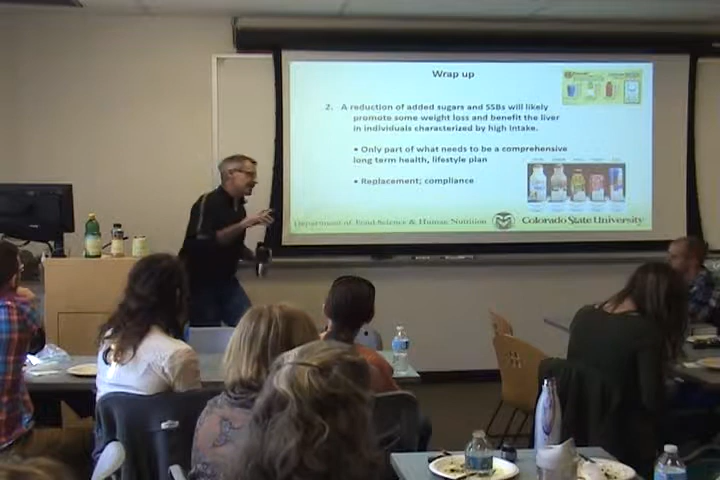 Wrap up
2. A reduction of added sugars and SSBs will likely
promote some weight loss and benefit the liver
in individuals characterized by high intake.
• Only part of what needs to be a comprehensive
long term health, lifestyle plan
• Replacement; compliance
Department of Food Science & Human Nutrition
Colorado State University